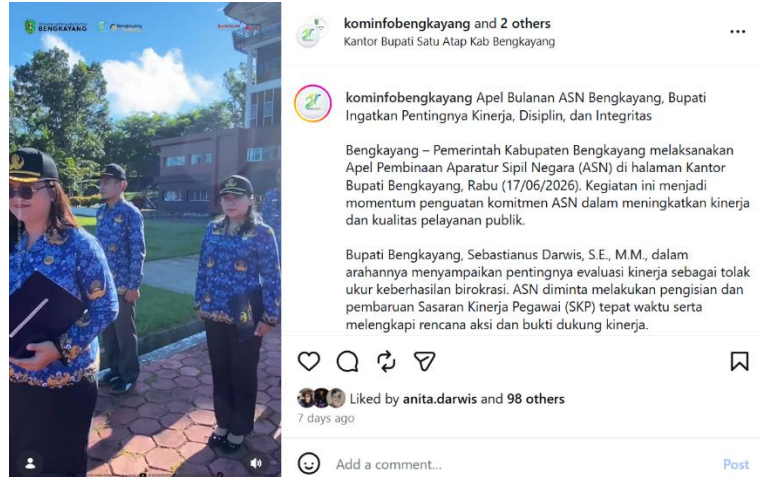 BENGKAYANG
kominfobengkayang and 2 others
Kantor Bupati Satu Atap Kab Bengkayang
kominfobengkayang Apel Bulanan ASN Bengkayang, Bupati
Ingatkan Pentingnya Kinerja, Disiplin, dan Integritas
Bengkayang – Pemerintah Kabupaten Bengkayang melaksanakan
Apel Pembinaan Aparatur Sipil Negara (ASN) di halaman Kantor
Bupati Bengkayang, Rabu (17/06/2026). Kegiatan ini menjadi
momentum penguatan komitmen ASN dalam meningkatkan kinerja
dan kualitas pelayanan publik.
Bupati Bengkayang, Sebastianus Darwis, S.E., M.M., dalam
arahannya menyampaikan pentingnya evaluasi kinerja sebagai tolak
ukur keberhasilan birokrasi. ASN diminta melakukan pengisian dan
pembaruan Sasaran Kinerja Pegawai (SKP) tepat waktu serta
melengkapi rencana aksi dan bukti dukung kinerja.
Liked by anita.darwis and 98 others
7 days ago
Add a comment...
Post